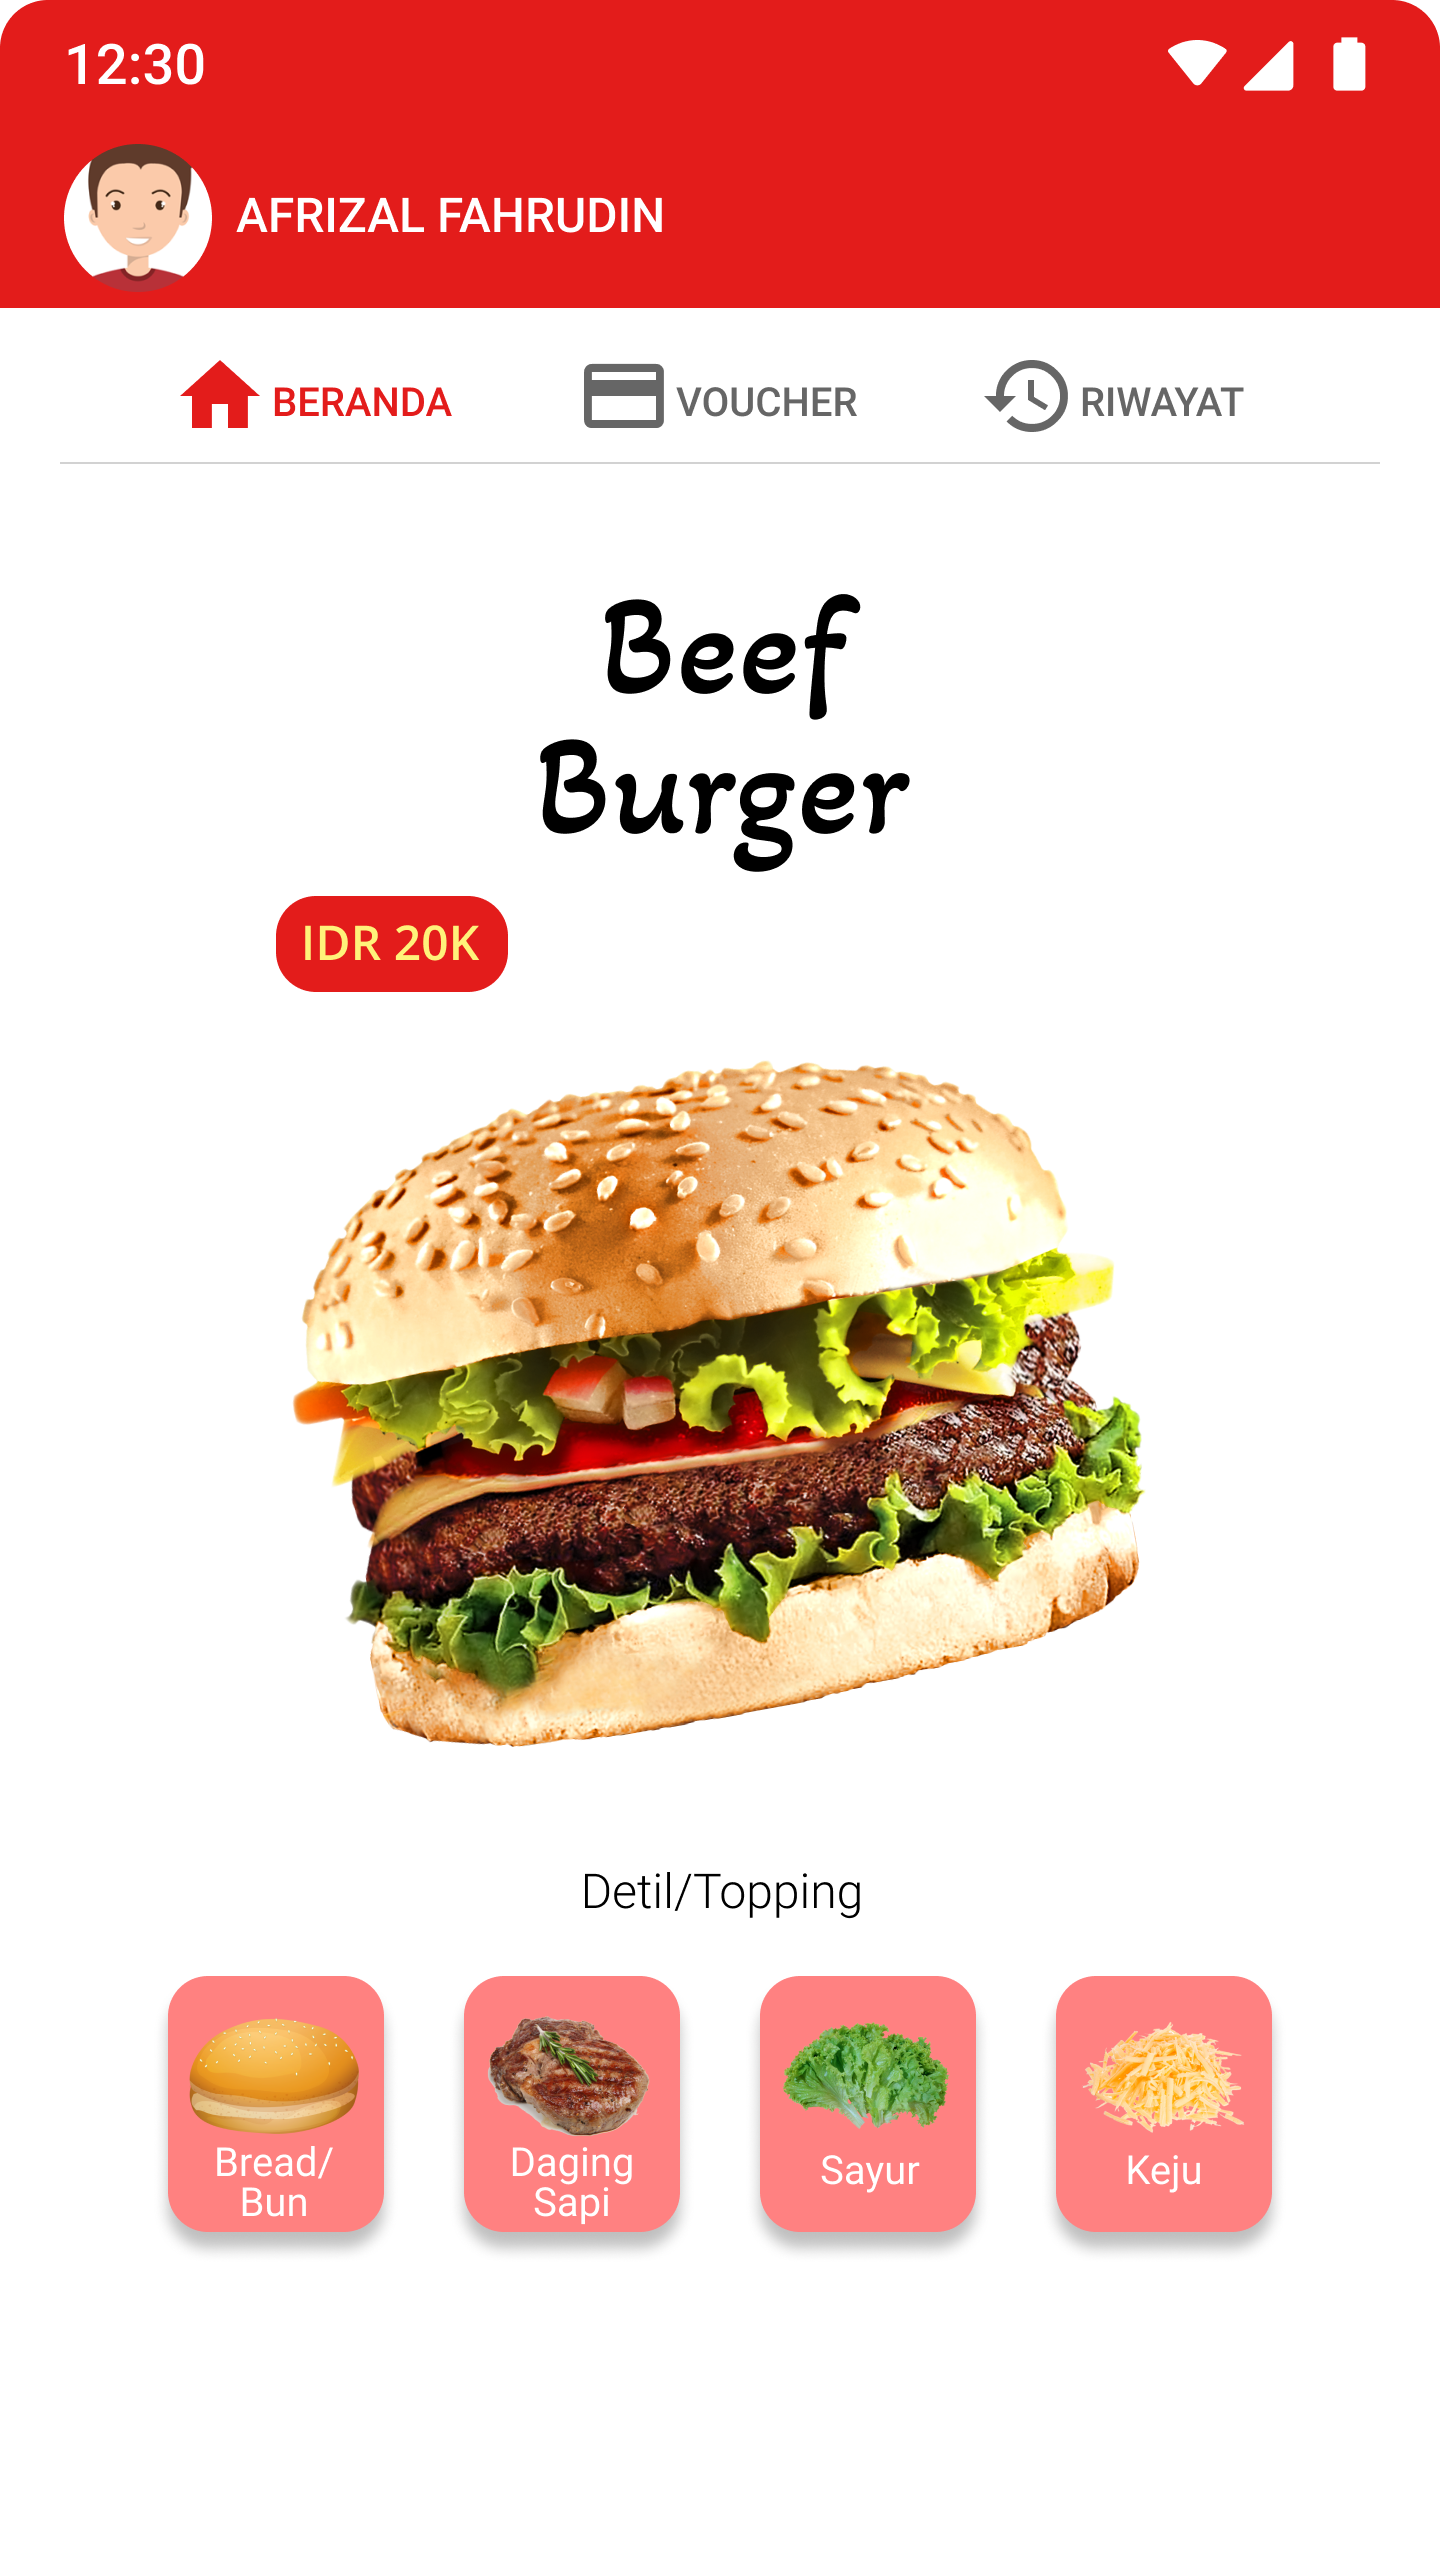 12:30
AFRIZAL FAHRUDIN
BERANDA VOUCHER RIWAYAT
Beef
Burger
IDR 20K
Detil/Topping
Bread/
Bun
Daging
Sapi
Sayur
Keju